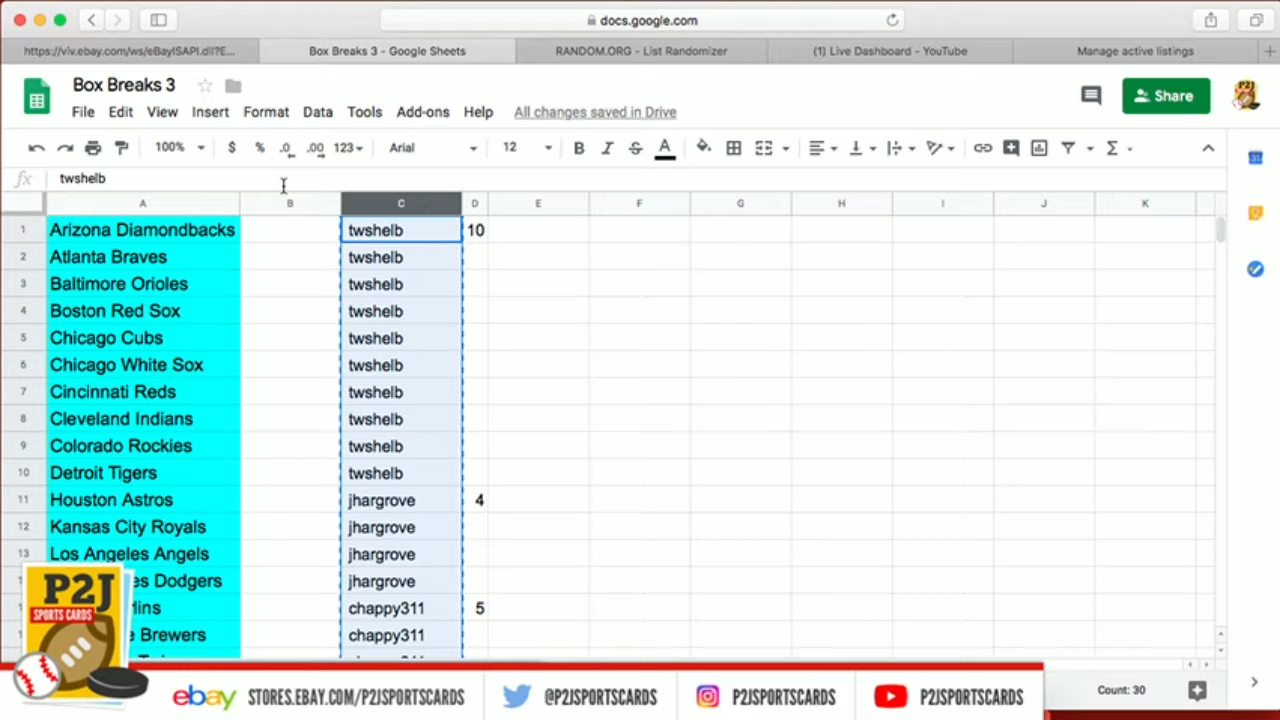 docs.google.com
https://viv.ebay.com/ws/eBayISAPI.dll?E...
Box Breaks 3 - Google Sheets
RANDOM.ORG - List Randomizer
(1) Live Dashboard - YouTube
Manage active listings
Box Breaks 3
File Edit View Insert Format Data Tools Add-ons Help All changes saved in Drive
Share
100% $ % .0 .00 123 Arial 12 B I S A
fx twshelb
A B C D E F G H I J K
1 Arizona Diamondbacks twshelb 10
2 Atlanta Braves twshelb
3 Baltimore Orioles twshelb
4 Boston Red Sox twshelb
5 Chicago Cubs twshelb
6 Chicago White Sox twshelb
7 Cincinnati Reds twshelb
8 Cleveland Indians twshelb
9 Colorado Rockies twshelb
10 Detroit Tigers twshelb
11 Houston Astros jhargrove 4
12 Kansas City Royals jhargrove
13 Los Angeles Angels jhargrove
es Dodgers jhargrove
lins chappy311 5
e Brewers chappy311
P2J
SPORTS CARDS
Count: 30
ebay STORES.EBAY.COM/P2JSPORTSCARDS
@P2JSPORTSCARDS
P2JSPORTSCARDS
P2JSPORTSCARDS